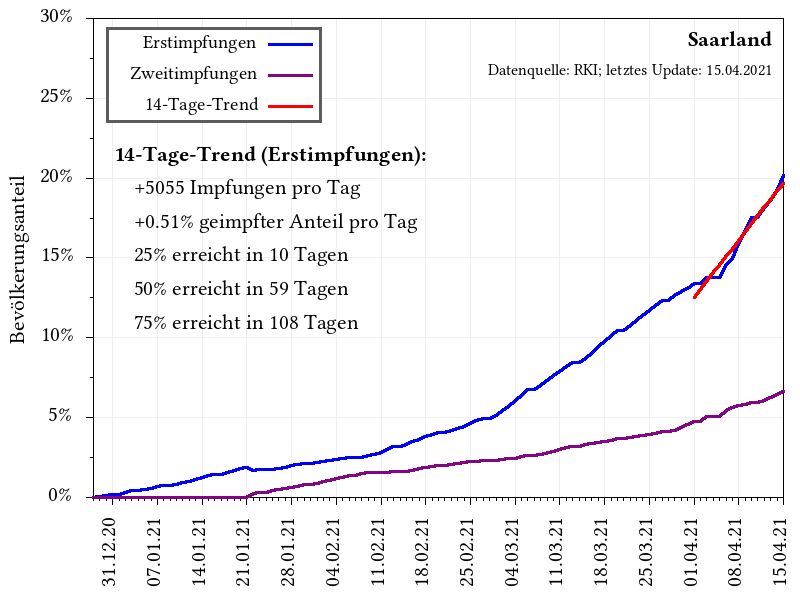 30%
25%
20%
15%
10%
5%
0%
Bevölkerungsanteil
Erstimpfungen
Zweitimpfungen
14-Tage-Trend
Saarland
Datenquelle: RKI; letztes Update: 15.04.2021
14-Tage-Trend (Erstimpfungen):
+5055 Impfungen pro Tag
+0.51% geimpfter Anteil pro Tag
25% erreicht in 10 Tagen
50% erreicht in 59 Tagen
75% erreicht in 108 Tagen
31.12.20
07.01.21
14.01.21
21.01.21
28.01.21
04.02.21
11.02.21
18.02.21
25.02.21
04.03.21
11.03.21
18.03.21
25.03.21
01.04.21
08.04.21
15.04.21